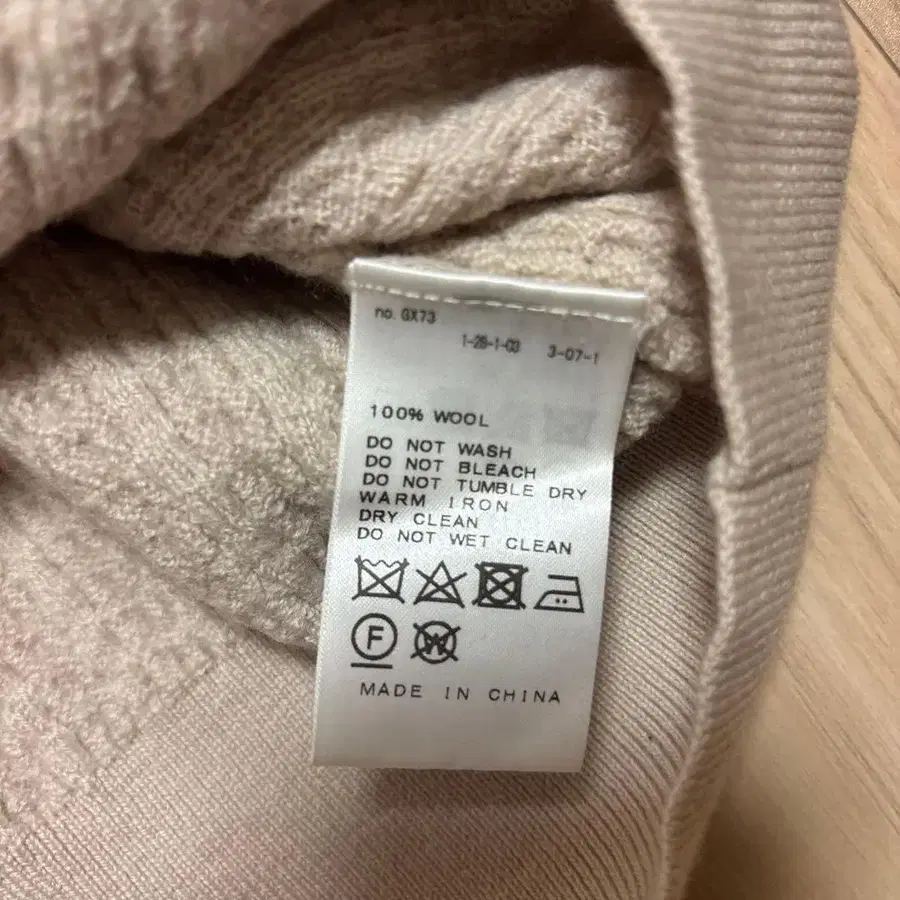 no. GX73
1-28-1-03 3-07-1
100% WOOL
DO NOT WASH
DO NOT BLEACH
DO NOT TUMBLE DRY
WARM IRON
DRY CLEAN
DO NOT WET CLEAN
F W
MADE IN CHINA